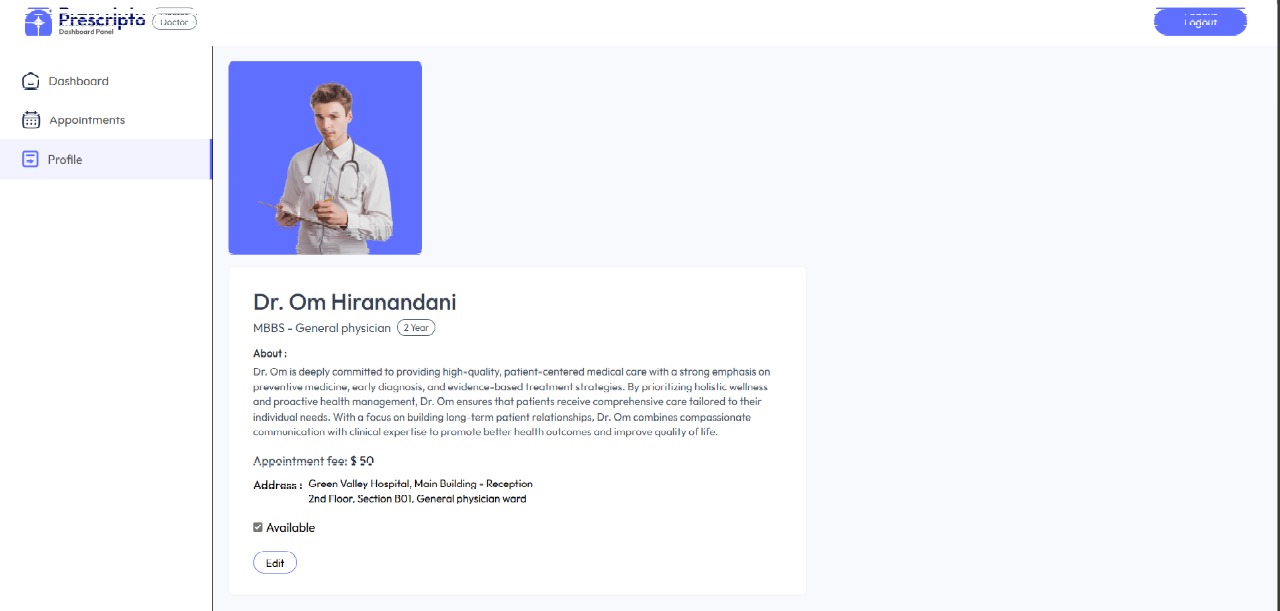 Prescripto
Doctor
Dashboard Panel
Logout
Dashboard
Appointments
Profile
Dr. Om Hiranandani
MBBS - General physician 2 Year
About :
Dr. Om is deeply committed to providing high-quality, patient-centered medical care with a strong emphasis on
preventive medicine, early diagnosis, and evidence-based treatment strategies. By prioritizing holistic wellness
and proactive health management, Dr. Om ensures that patients receive comprehensive care tailored to their
individual needs. With a focus on building long-term patient relationships, Dr. Om combines compassionate
communication with clinical expertise to promote better health outcomes and improve quality of life.
Appointment fee: $ 50
Address : Green Valley Hospital, Main Building - Reception
2nd Floor, Section B01, General physician ward
Available
Edit